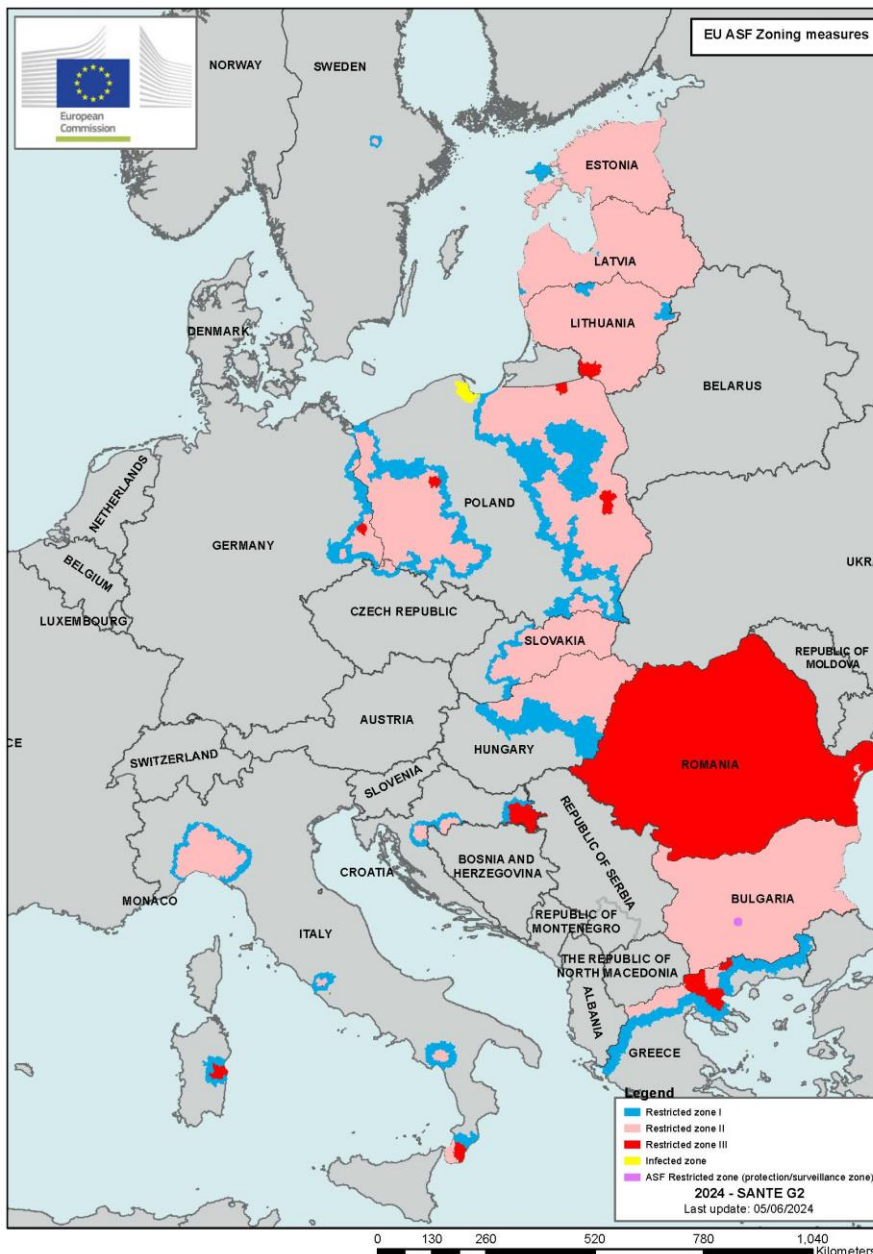 EU ASF Zoning measures
European
Commission
NORWAY
SWEDEN
ESTONIA
LATVIA
LITHUANIA
DENMARK
BELARUS
NETHERLANDS
POLAND
GERMANY
BELGIUM
UKR
LUXEMBOURG
CZECH REPUBLIC
SLOVAKIA
REPUBLIC OF
MOLDOVA
AUSTRIA
CE
HUNGARY
SWITZERLAND
ROMANIA
SLOVENIA
REPUBLIC OF SERBIA
BOSNIA AND
HERZEGOVINA
CROATIA
MONACO
BULGARIA
ITALY
REPUBLIC OF
MONTENEGRO
THE REPUBLIC OF
NORTH MACEDONIA
ALBANIA
GREECE
Legend
Restricted zone I
Restricted zone II
Restricted zone III
Infected zone
ASF Restricted zone (protection/surveillance zone)
2024 - SANTE G2
Last update: 05/06/2024
0 130 260 520 780 1,040
Kilometers